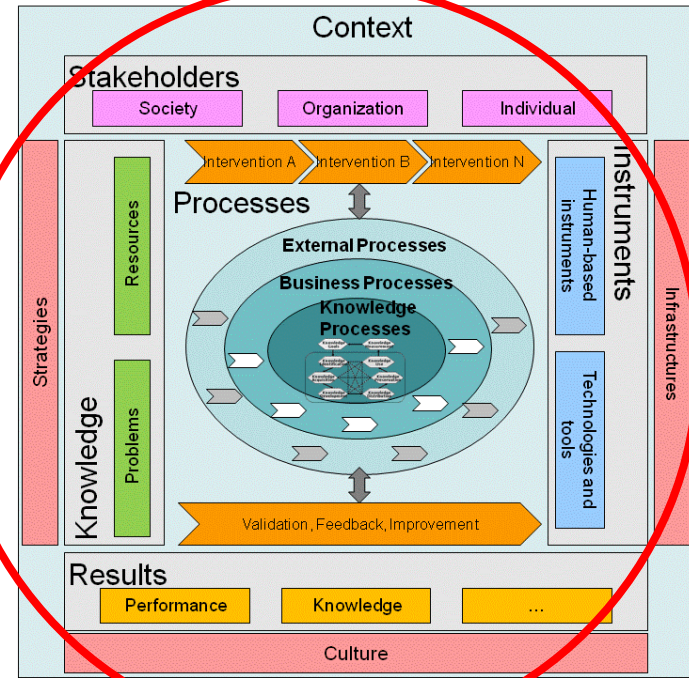 Context
Stakeholders
Society
Organization
Individual
Intervention A
Intervention B
Intervention N
Instruments
Human-based
instruments
Technologies and
tools
Infrastructures
Strategies
Knowledge
Resources
Problems
Processes
External Processes
Business Processes
Knowledge
Processes
Validation, Feedback, Improvement
Results
Performance
Knowledge
...
Culture